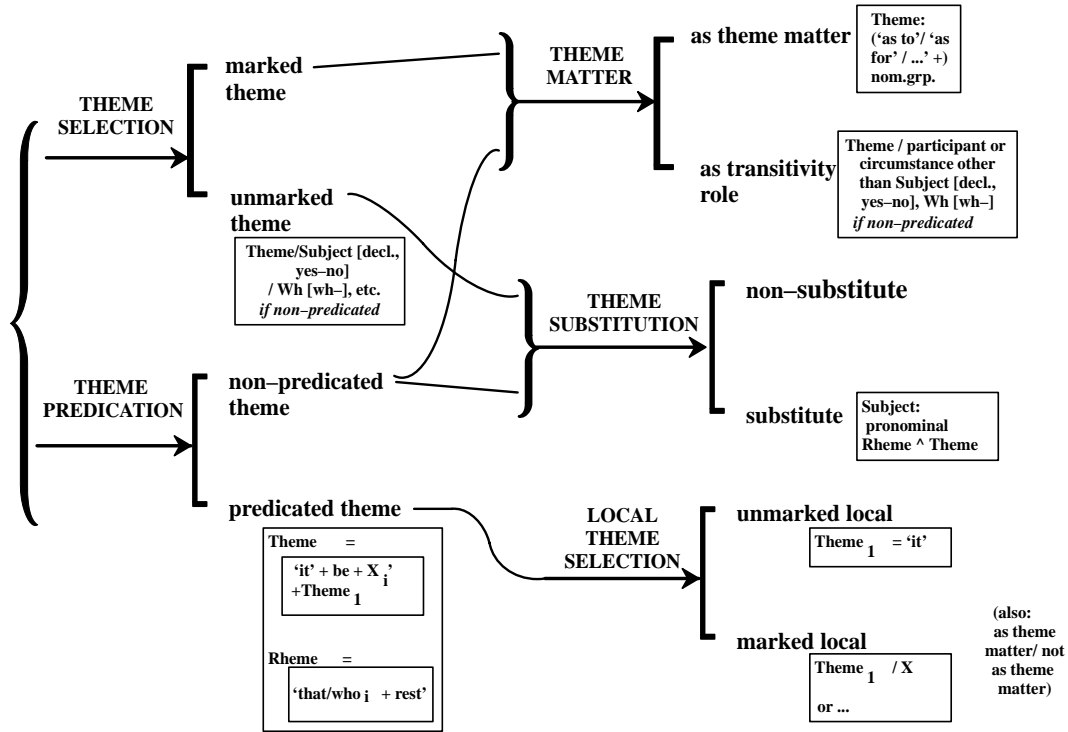 THEME
SELECTION
marked
theme
unmarked
theme
Theme/Subject [decl.,
yes–no]
/ Wh [wh–], etc.
if non–predicated
THEME
PREDICATION
non–predicated
theme
predicated theme
Theme =
‘it’ + be + X i’
+Theme 1
Rheme =
‘that/who i + rest’
THEME
MATTER
as theme matter
Theme:
(‘as to’/ ‘as
for’ / ...’ +)
nom.grp.
as transitivity
role
Theme / participant or
circumstance other
than Subject [decl.,
yes–no], Wh [wh–]
if non–predicated
THEME
SUBSTITUTION
non–substitute
substitute
Subject:
pronominal
Rheme ^ Theme
LOCAL
THEME
SELECTION
unmarked local
Theme 1 = ‘it’
marked local
Theme 1 / X
or ...
(also:
as theme
matter/ not
as theme
matter)